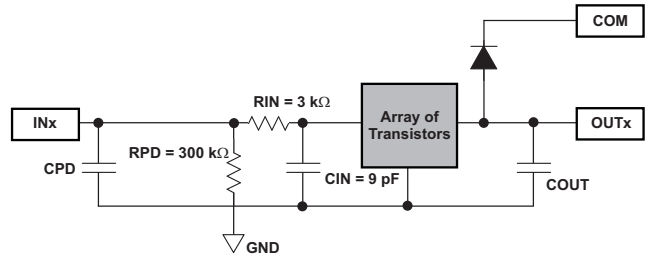 COM
RIN = 3 kΩ
INx
Array of
Transistors
OUTx
RPD = 300 kΩ
CPD
CIN = 9 pF
COUT
GND